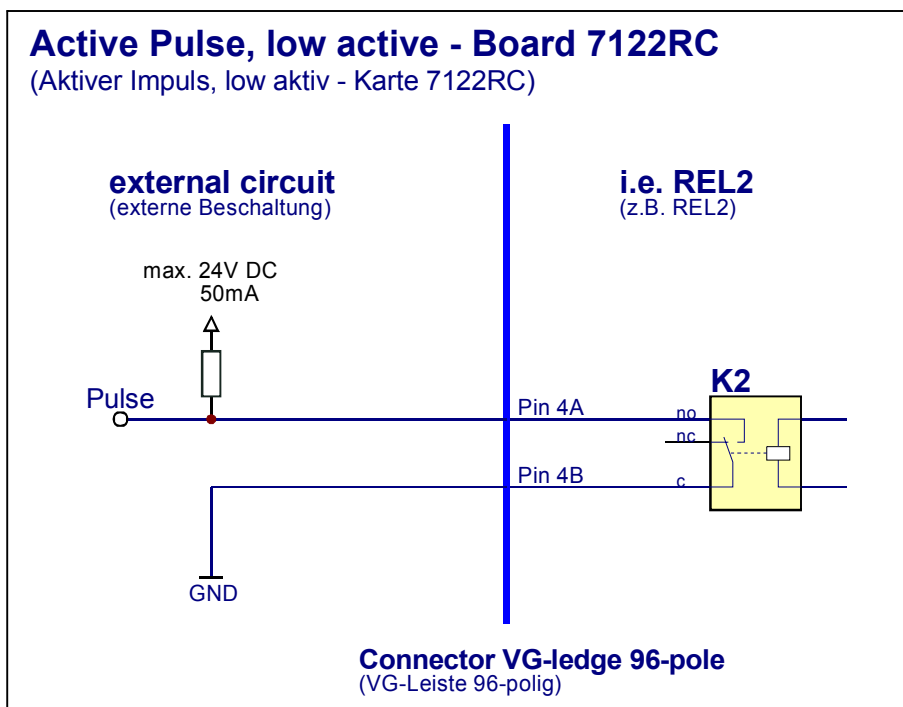 Active Pulse, low active - Board 7122RC
(Aktiver Impuls, low aktiv - Karte 7122RC)
external circuit
(externe Beschaltung)
i.e. REL2
(z.B. REL2)
max. 24V DC
50mA
K2
Pulse
Pin 4A
no
nc
Pin 4B
c
GND
Connector VG-ledge 96-pole
(VG-Leiste 96-polig)